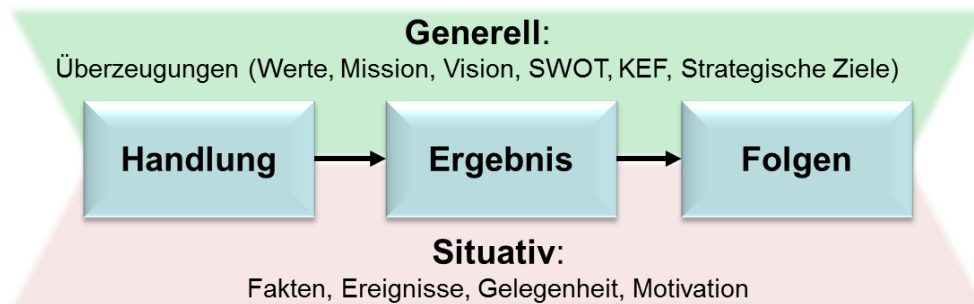 Generell:
Überzeugungen (Werte, Mission, Vision, SWOT, KEF, Strategische Ziele)
Handlung
Ergebnis
Folgen
Situativ:
Fakten, Ereignisse, Gelegenheit, Motivation